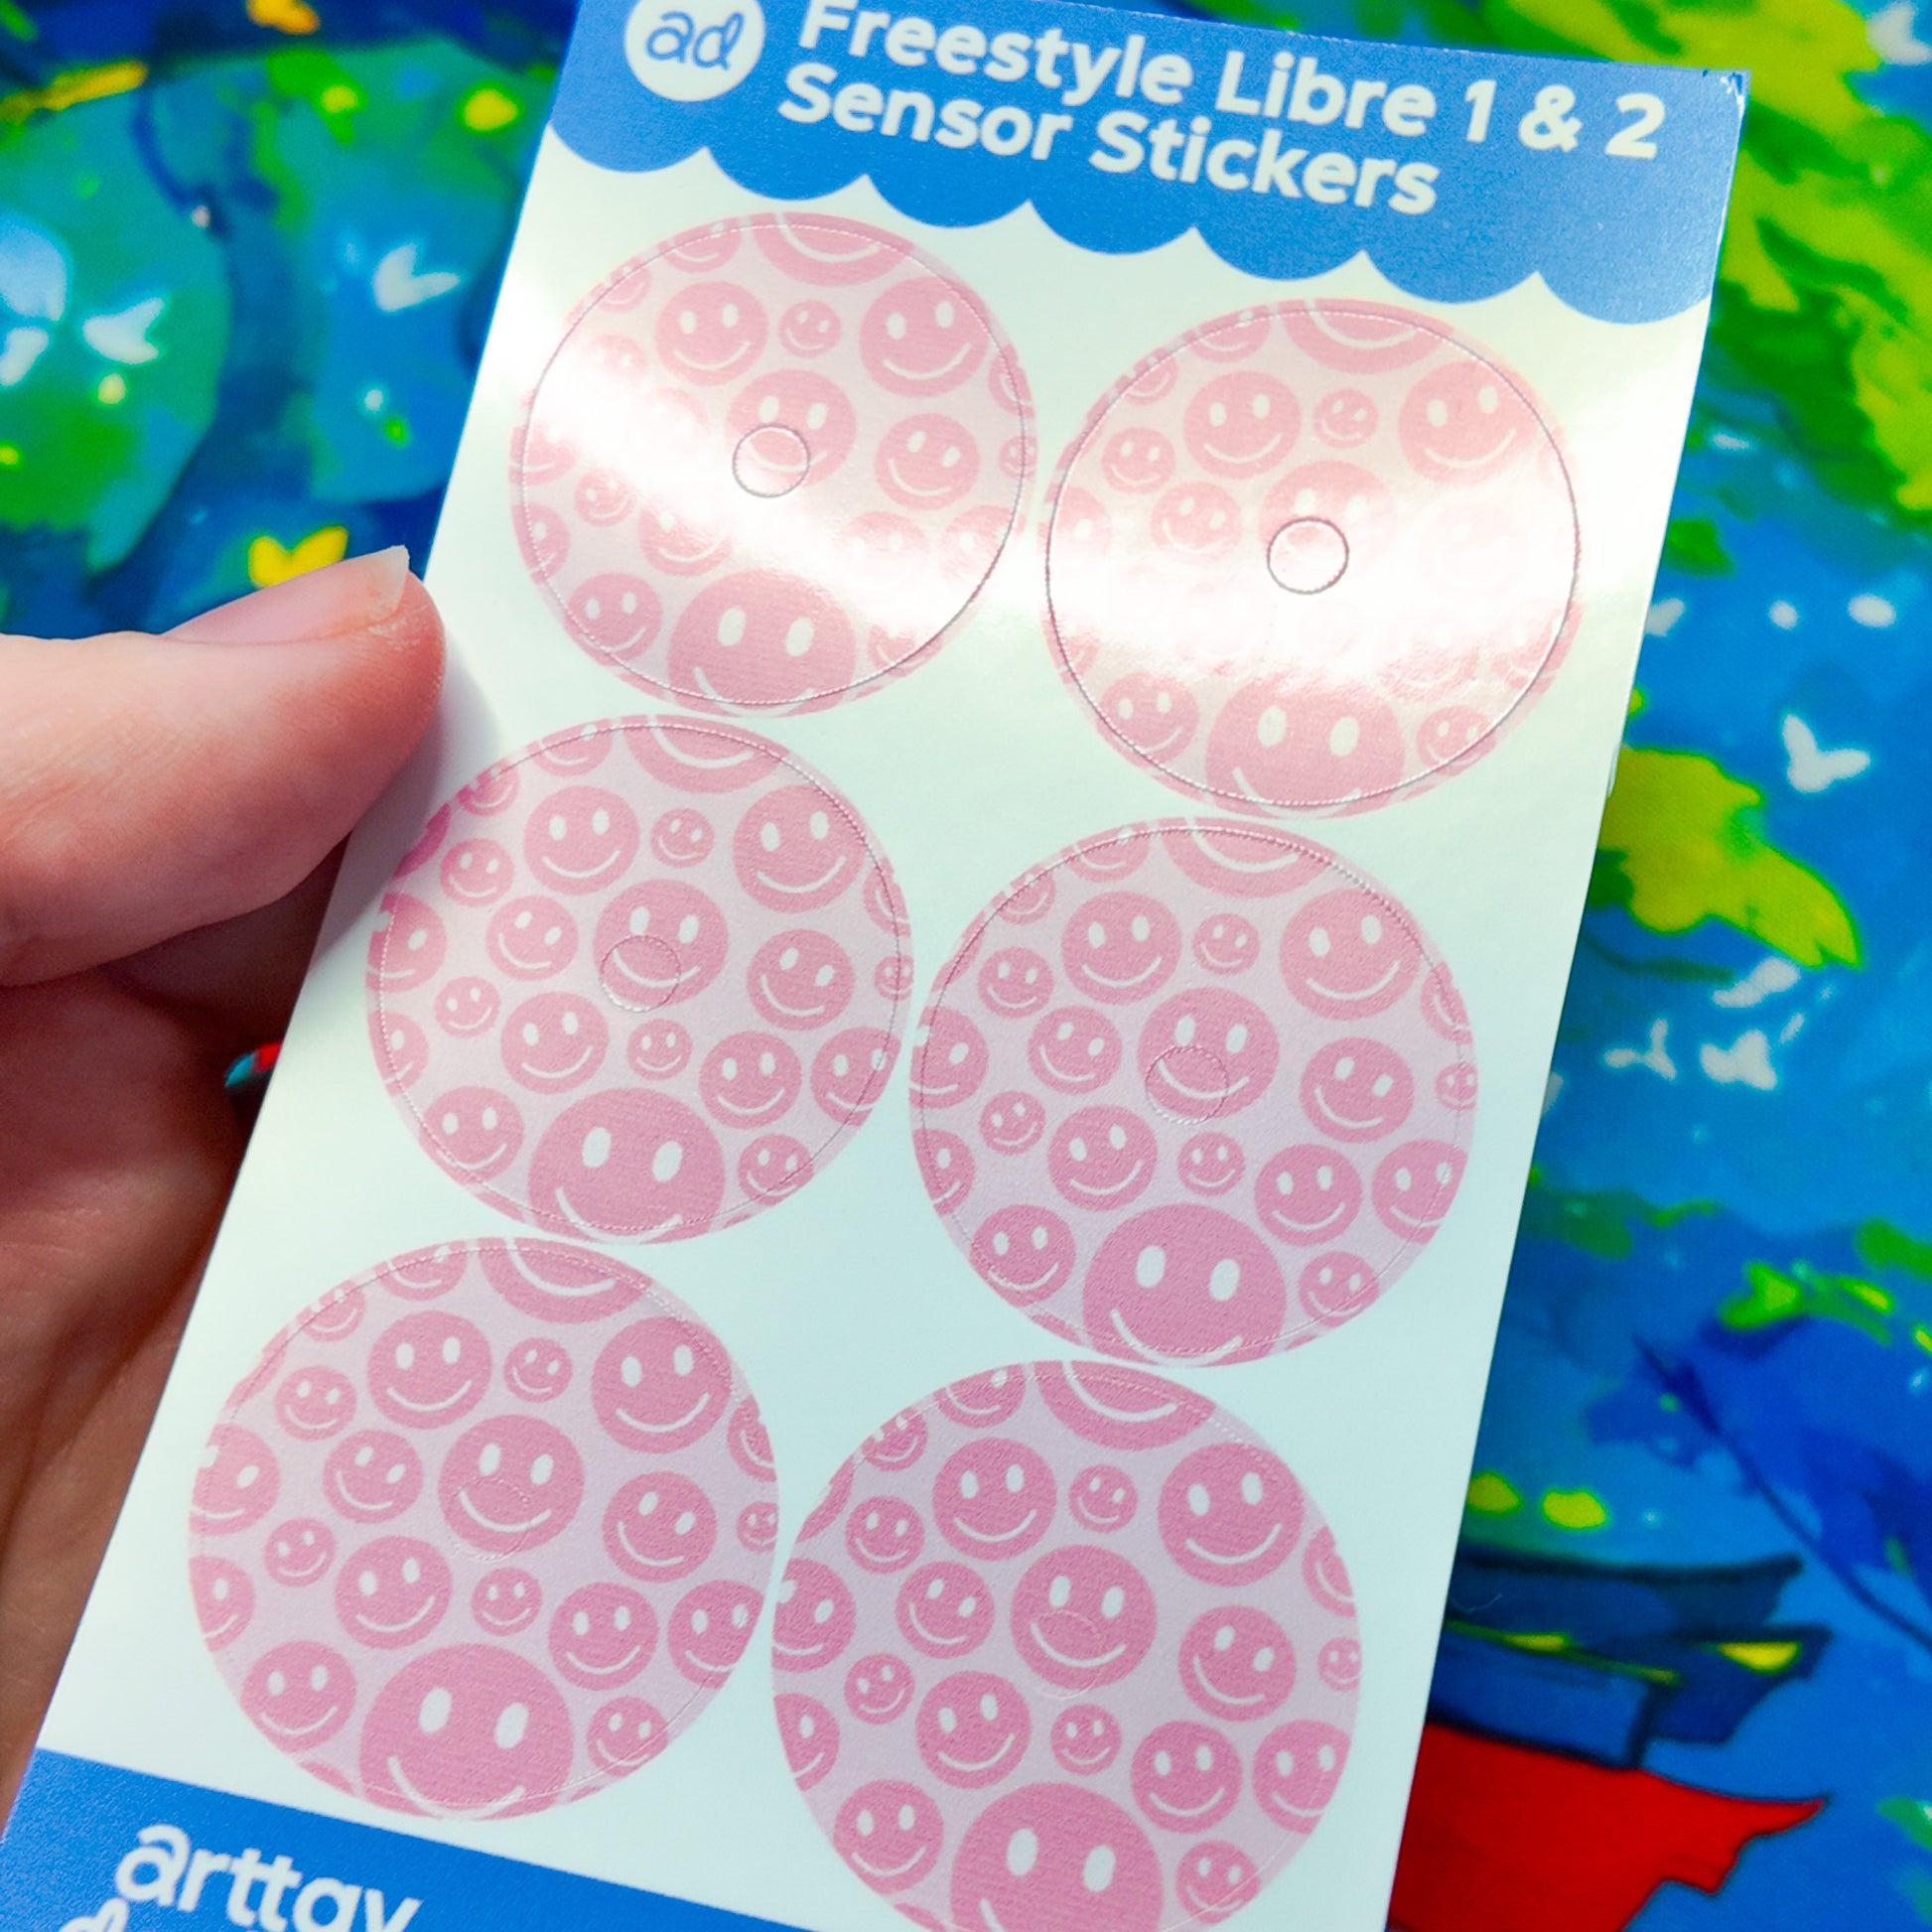 ad
Freestyle Libre 1 & 2
Sensor Stickers
arttay